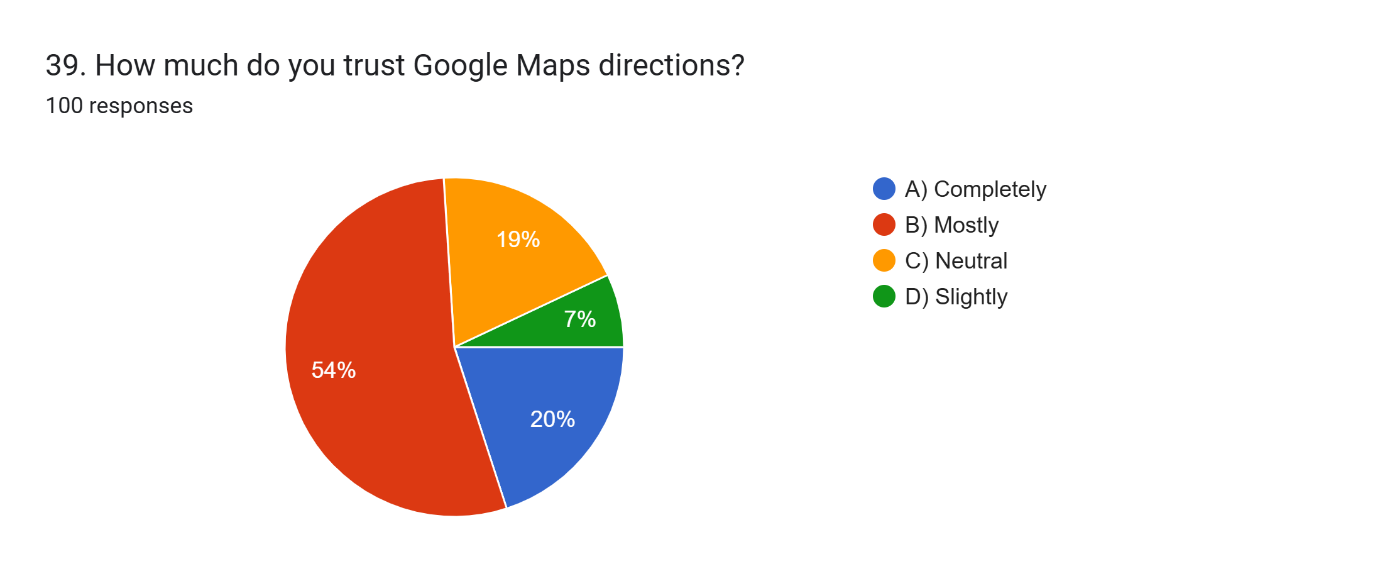 39. How much do you trust Google Maps directions?
100 responses
19%
7%
54%
20%
A) Completely
B) Mostly
C) Neutral
D) Slightly